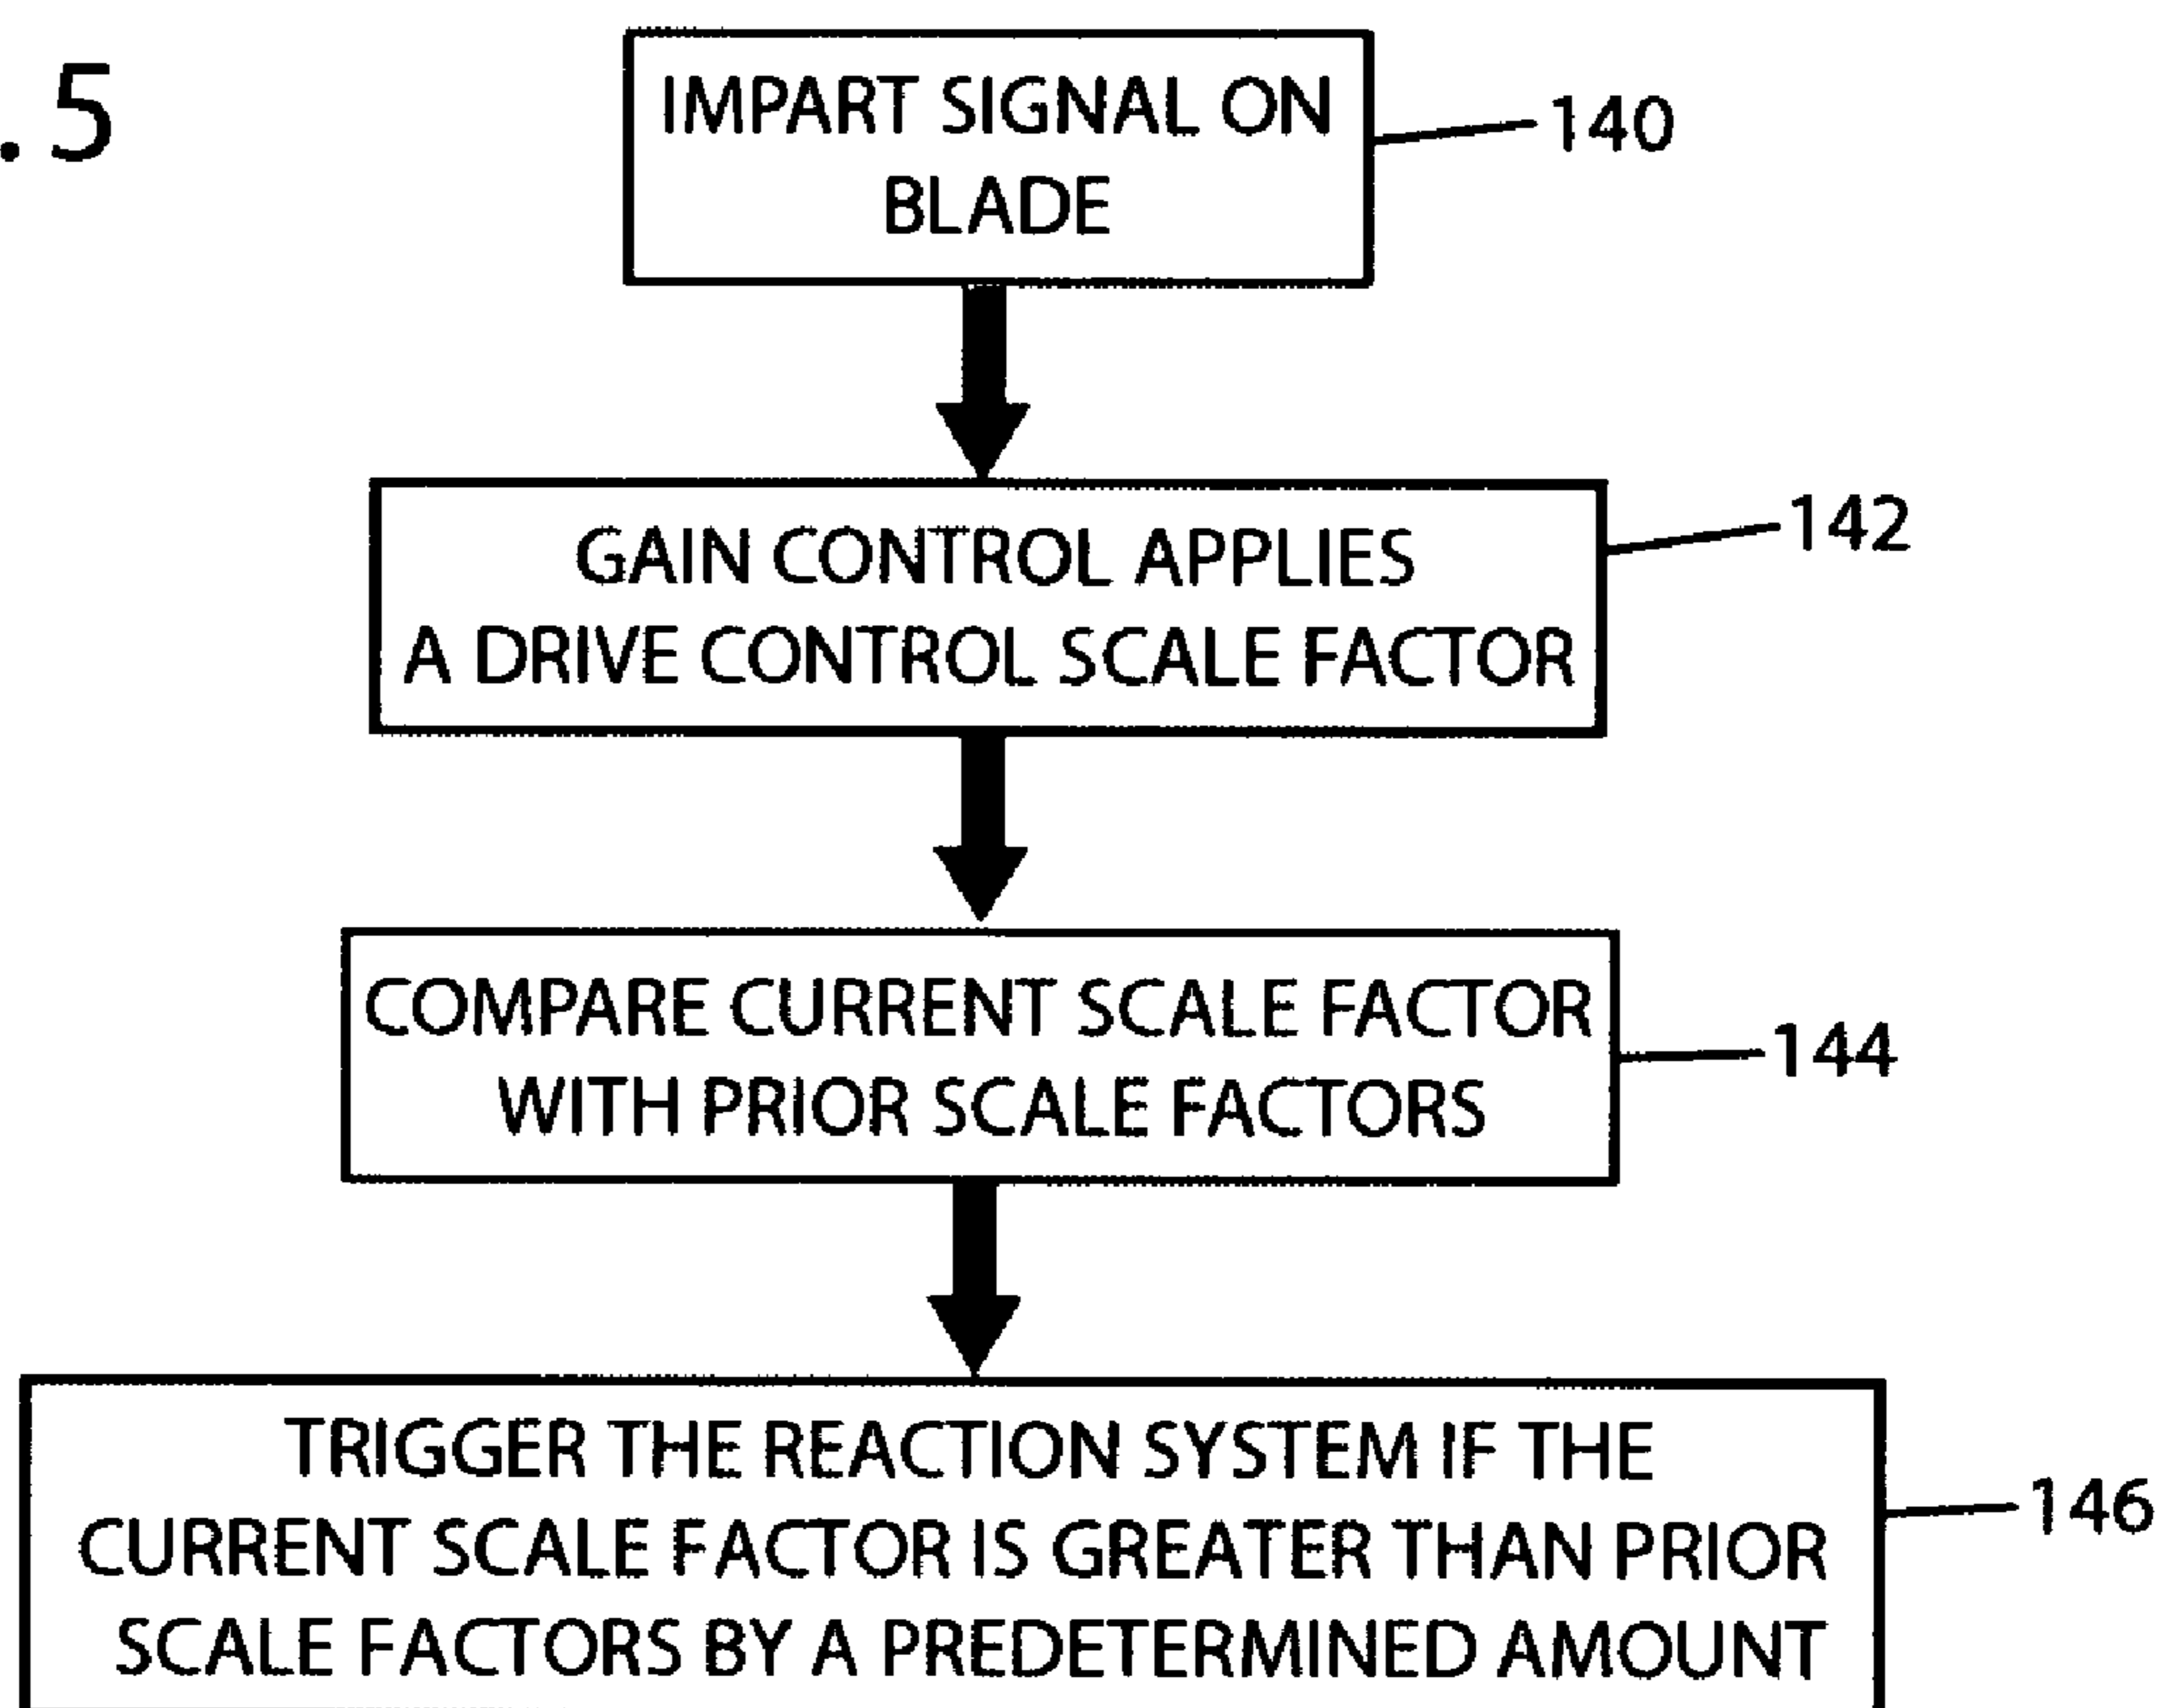 .5
IMPART SIGNAL ON
BLADE
140
GAIN CONTROL APPLIES
A DRIVE CONTROL SCALE FACTOR
142
COMPARE CURRENT SCALE FACTOR
WITH PRIOR SCALE FACTORS
144
TRIGGER THE REACTION SYSTEM IF THE
CURRENT SCALE FACTOR IS GREATER THAN PRIOR
SCALE FACTORS BY A PREDETERMINED AMOUNT
146